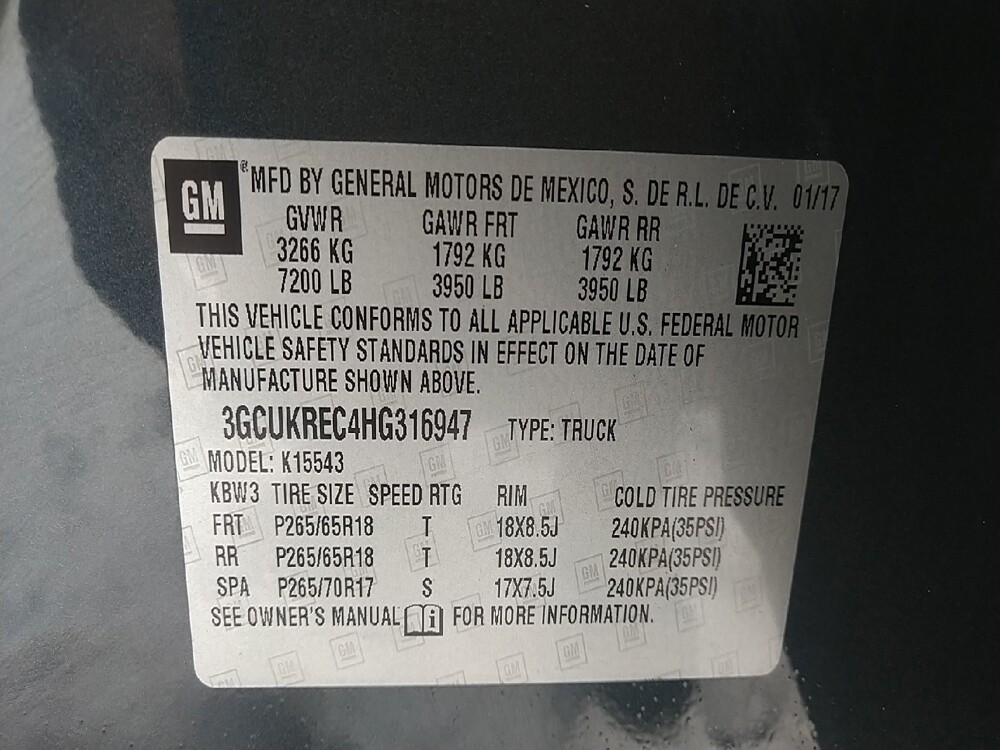 GM ® MFD BY GENERAL MOTORS DE MEXICO, S. DE R.L. DE C.V. 01/17
GVWR GAWR FRT GAWR RR
3266 KG 1792 KG 1792 KG
7200 LB 3950 LB 3950 LB
THIS VEHICLE CONFORMS TO ALL APPLICABLE U.S. FEDERAL MOTOR
VEHICLE SAFETY STANDARDS IN EFFECT ON THE DATE OF
MANUFACTURE SHOWN ABOVE.
3GCUKREC4HG316947 TYPE: TRUCK
MODEL: K15543
KBW3 TIRE SIZE SPEED RTG RIM COLD TIRE PRESSURE
FRT P265/65R18 T 18X8.5J 240KPA(35PSI)
RR P265/65R18 T 18X8.5J 240KPA(35PSI)
SPA P265/70R17 S 17X7.5J 240KPA(35PSI)
SEE OWNER'S MANUAL i FOR MORE INFORMATION.